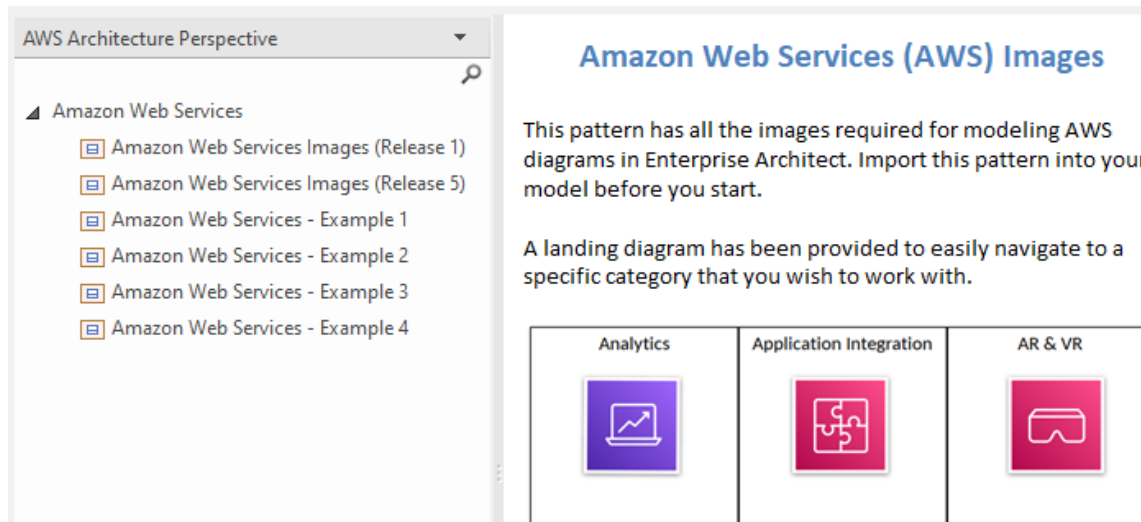 AWS Architecture Perspective
Amazon Web Services
Amazon Web Services Images (Release 1)
Amazon Web Services Images (Release 5)
Amazon Web Services - Example 1
Amazon Web Services - Example 2
Amazon Web Services - Example 3
Amazon Web Services - Example 4
Amazon Web Services (AWS) Images
This pattern has all the images required for modeling AWS
diagrams in Enterprise Architect. Import this pattern into your
model before you start.
A landing diagram has been provided to easily navigate to a
specific category that you wish to work with.
Analytics
Application Integration
AR & VR